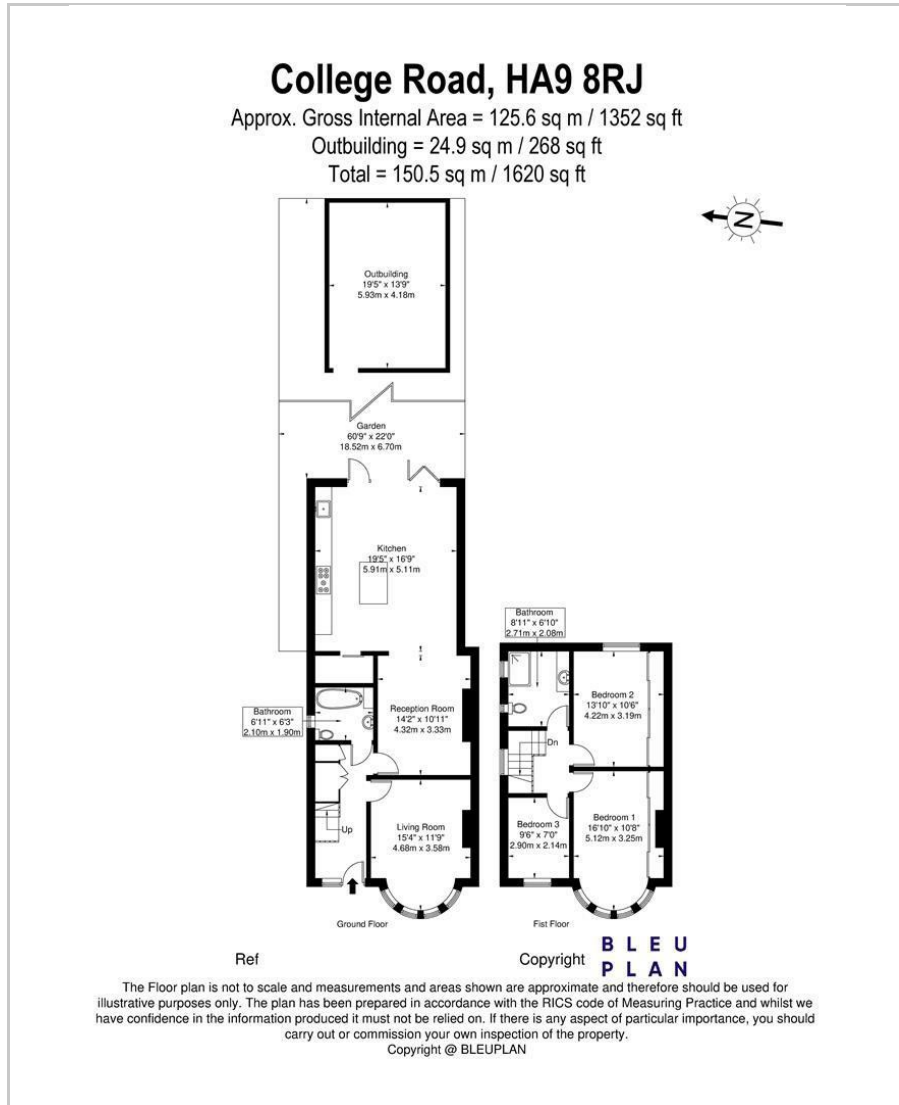 College Road, HA9 8RJ
Approx. Gross Internal Area = 125.6 sq m / 1352 sq ft
Outbuilding = 24.9 sq m / 268 sq ft
Total = 150.5 sq m / 1620 sq ft
N
Outbuilding
19'5" x 13'9"
5.93m x 4.18m
Garden
60'9" x 22'0"
18.52m x 6.70m
Kitchen
19'5" x 16'9"
5.91m x 5.11m
Bathroom
6'11" x 6'3"
2.10m x 1.90m
Reception Room
14'2" x 10'11"
4.32m x 3.33m
Up
Living Room
15'4" x 11'9"
4.68m x 3.58m
Ground Floor
Bathroom
8'11" x 6'10"
2.71m x 2.08m
Bedroom 2
13'10" x 10'6"
4.22m x 3.19m
Dn
Bedroom 3
9'6" x 7'0"
2.90m x 2.14m
Bedroom 1
16'10" x 10'8"
5.12m x 3.25m
Fist Floor
Ref
Copyright
BLEU
PLAN
The Floor plan is not to scale and measurements and areas shown are approximate and therefore should be used for
illustrative purposes only. The plan has been prepared in accordance with the RICS code of Measuring Practice and whilst we
have confidence in the information produced it must not be relied on. If there is any aspect of particular importance, you should
carry out or commission your own inspection of the property.
Copyright @ BLEUPLAN